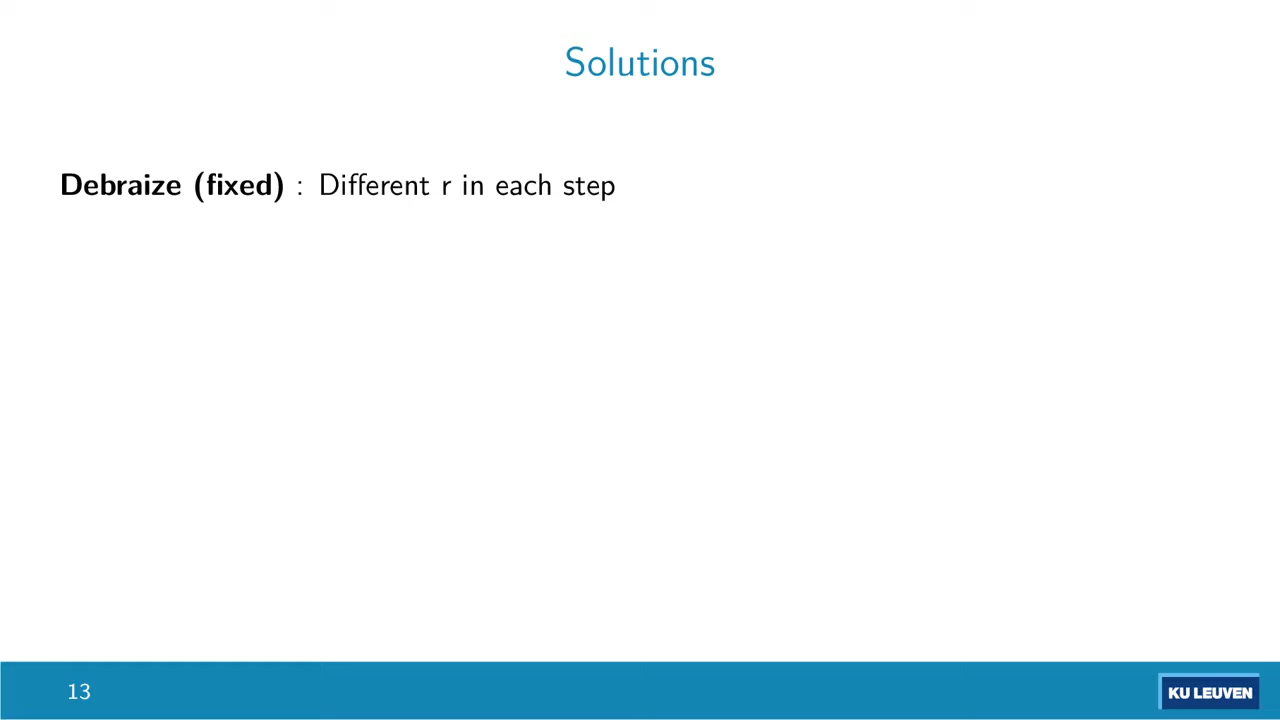 Solutions
Debraize (fixed) : Different r in each step
13
KU LEUVEN